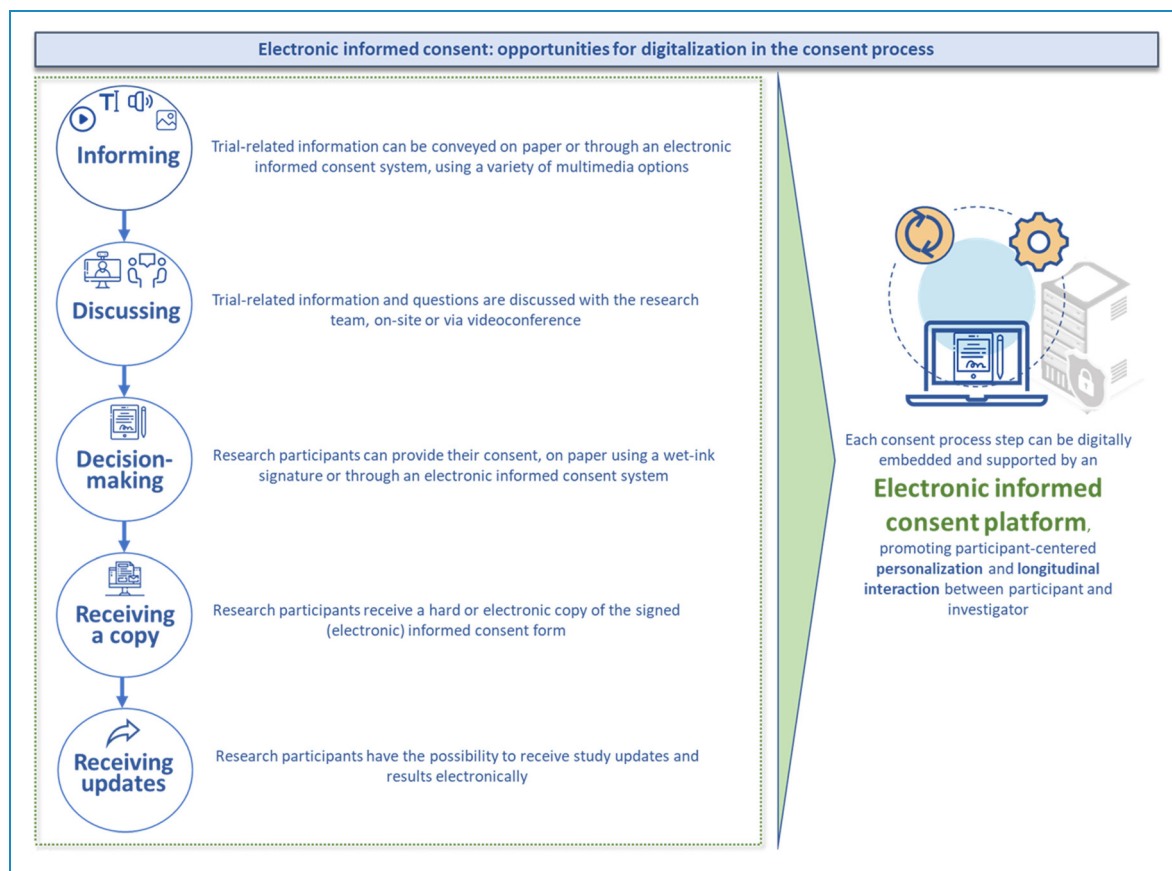 Electronic informed consent: opportunities for digitalization in the consent process
T
Informing
Trial-related information can be conveyed on paper or through an electronic
informed consent system, using a variety of multimedia options
Discussing
Trial-related information and questions are discussed with the research
team, on-site or via videoconference
Decision-
making
Research participants can provide their consent, on paper using a wet-ink
signature or through an electronic informed consent system
Receiving
a copy
Research participants receive a hard or electronic copy of the signed
(electronic) informed consent form
Receiving
updates
Research participants have the possibility to receive study updates and
results electronically
Each consent process step can be digitally
embedded and supported by an
Electronic informed
consent platform,
promoting participant-centered
personalization and longitudinal
interaction between participant and
investigator